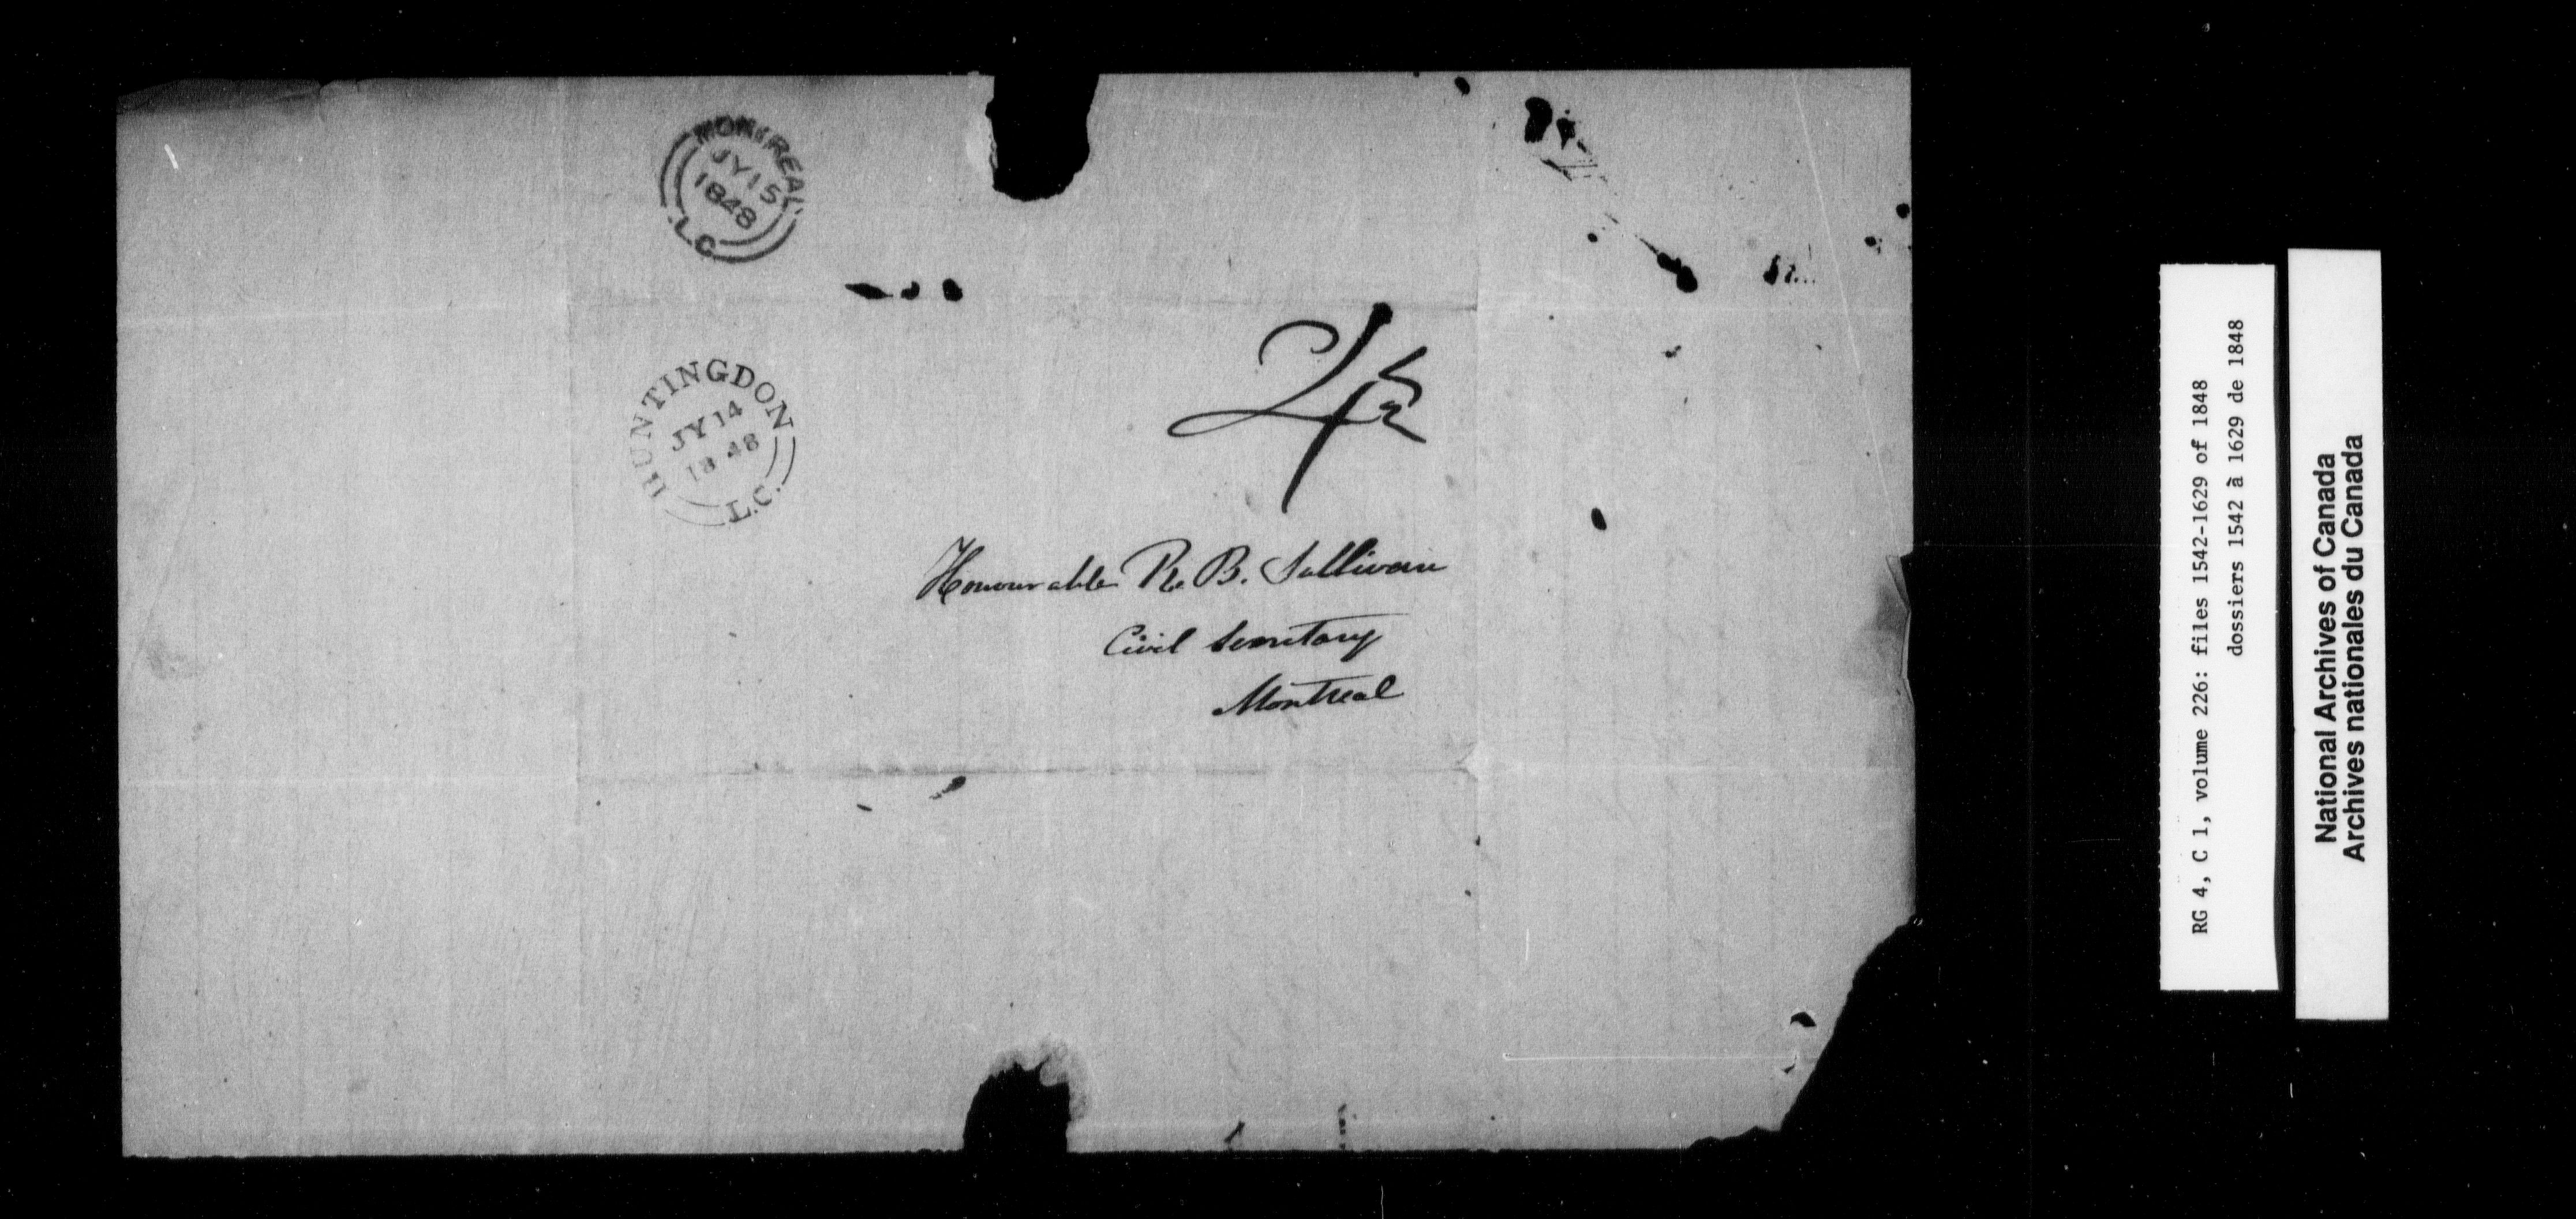 MONTREAL
JY 15
1848
L.C.
HUNTINGDON
JY 14
1848
L.C.
4½
Honourable R. B. Sullivan
Civil Secretary
Montreal
RG 4, C 1, volume 226: files 1542-1629 of 1848
dossiers 1542 à 1629 de 1848
National Archives of Canada
Archives nationales du Canada